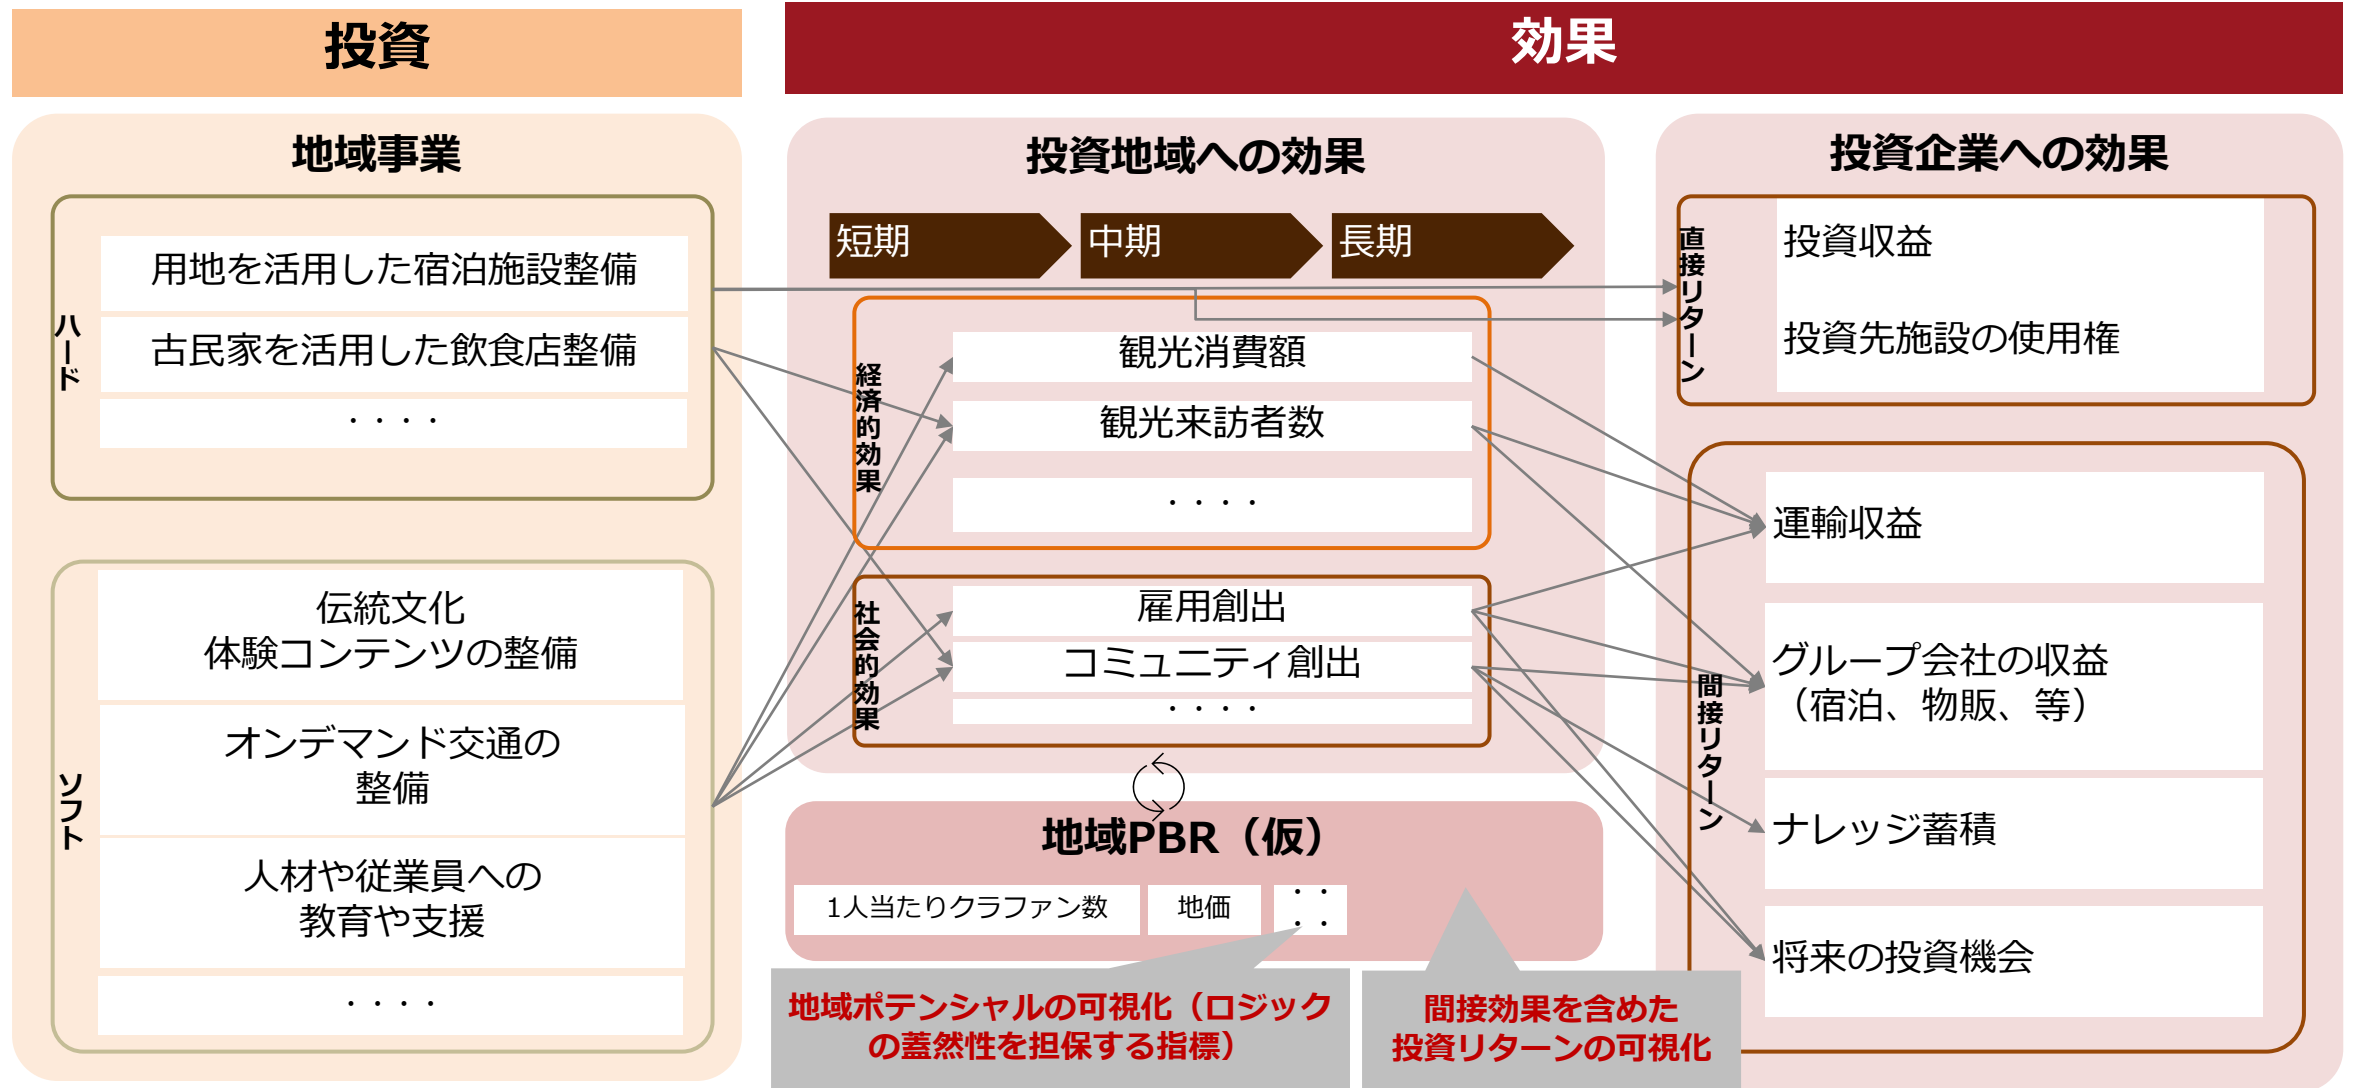 投資
効果
地域事業
ハード
用地を活用した宿泊施設整備
古民家を活用した飲食店整備
・・・・
ソフト
伝統文化
体験コンテンツの整備
オンデマンド交通の
整備
人材や従業員への
教育や支援
・・・・
投資地域への効果
短期
中期
長期
経済的効果
観光消費額
観光来訪者数
・・・・
社会的効果
雇用創出
コミュニティ創出
・・・・
地域PBR（仮）
1人当たりクラファン数
地価
・・
・・
地域ポテンシャルの可視化（ロジック
の蓋然性を担保する指標）
間接効果を含めた
投資リターンの可視化
投資企業への効果
直接リターン
投資収益
投資先施設の使用権
間接リターン
運輸収益
グループ会社の収益
（宿泊、物販、等）
ナレッジ蓄積
将来の投資機会